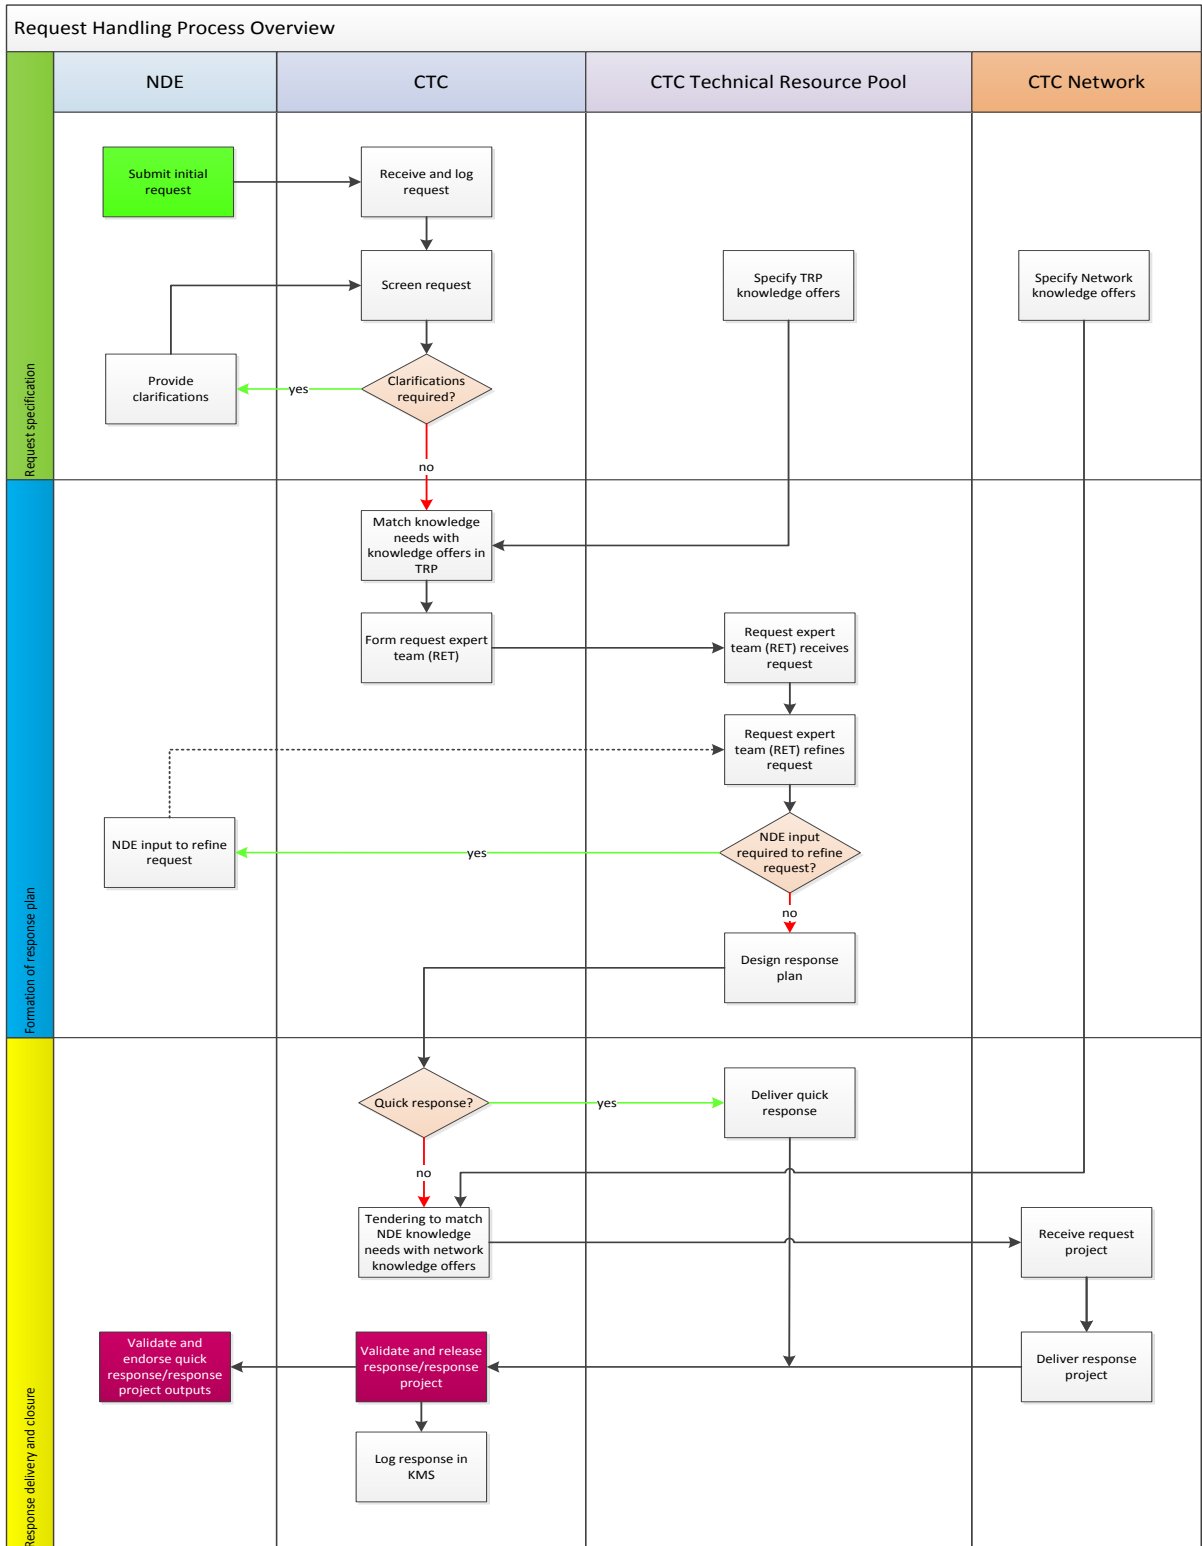 Request Handling Process Overview
NDE
CTC
CTC Technical Resource Pool
CTC Network
Request specification
Submit initial
request
Receive and log
request
Screen request
Specify TRP
knowledge offers
Specify Network
knowledge offers
Provide
clarifications
yes
Clarifications
required?
no
Formation of response plan
Match knowledge
needs with
knowledge offers in
TRP
Form request expert
team (RET)
Request expert
team (RET) receives
request
Request expert
team (RET) refines
request
NDE input to refine
request
yes
NDE input
required to refine
request?
no
Design response
plan
Response delivery and closure
Quick response?
yes
Deliver quick
response
no
Tendering to match
NDE knowledge
needs with network
knowledge offers
Receive request
project
Validate and
endorse quick
response/response
project outputs
Validate and release
response/response
project
Deliver response
project
Log response in
KMS